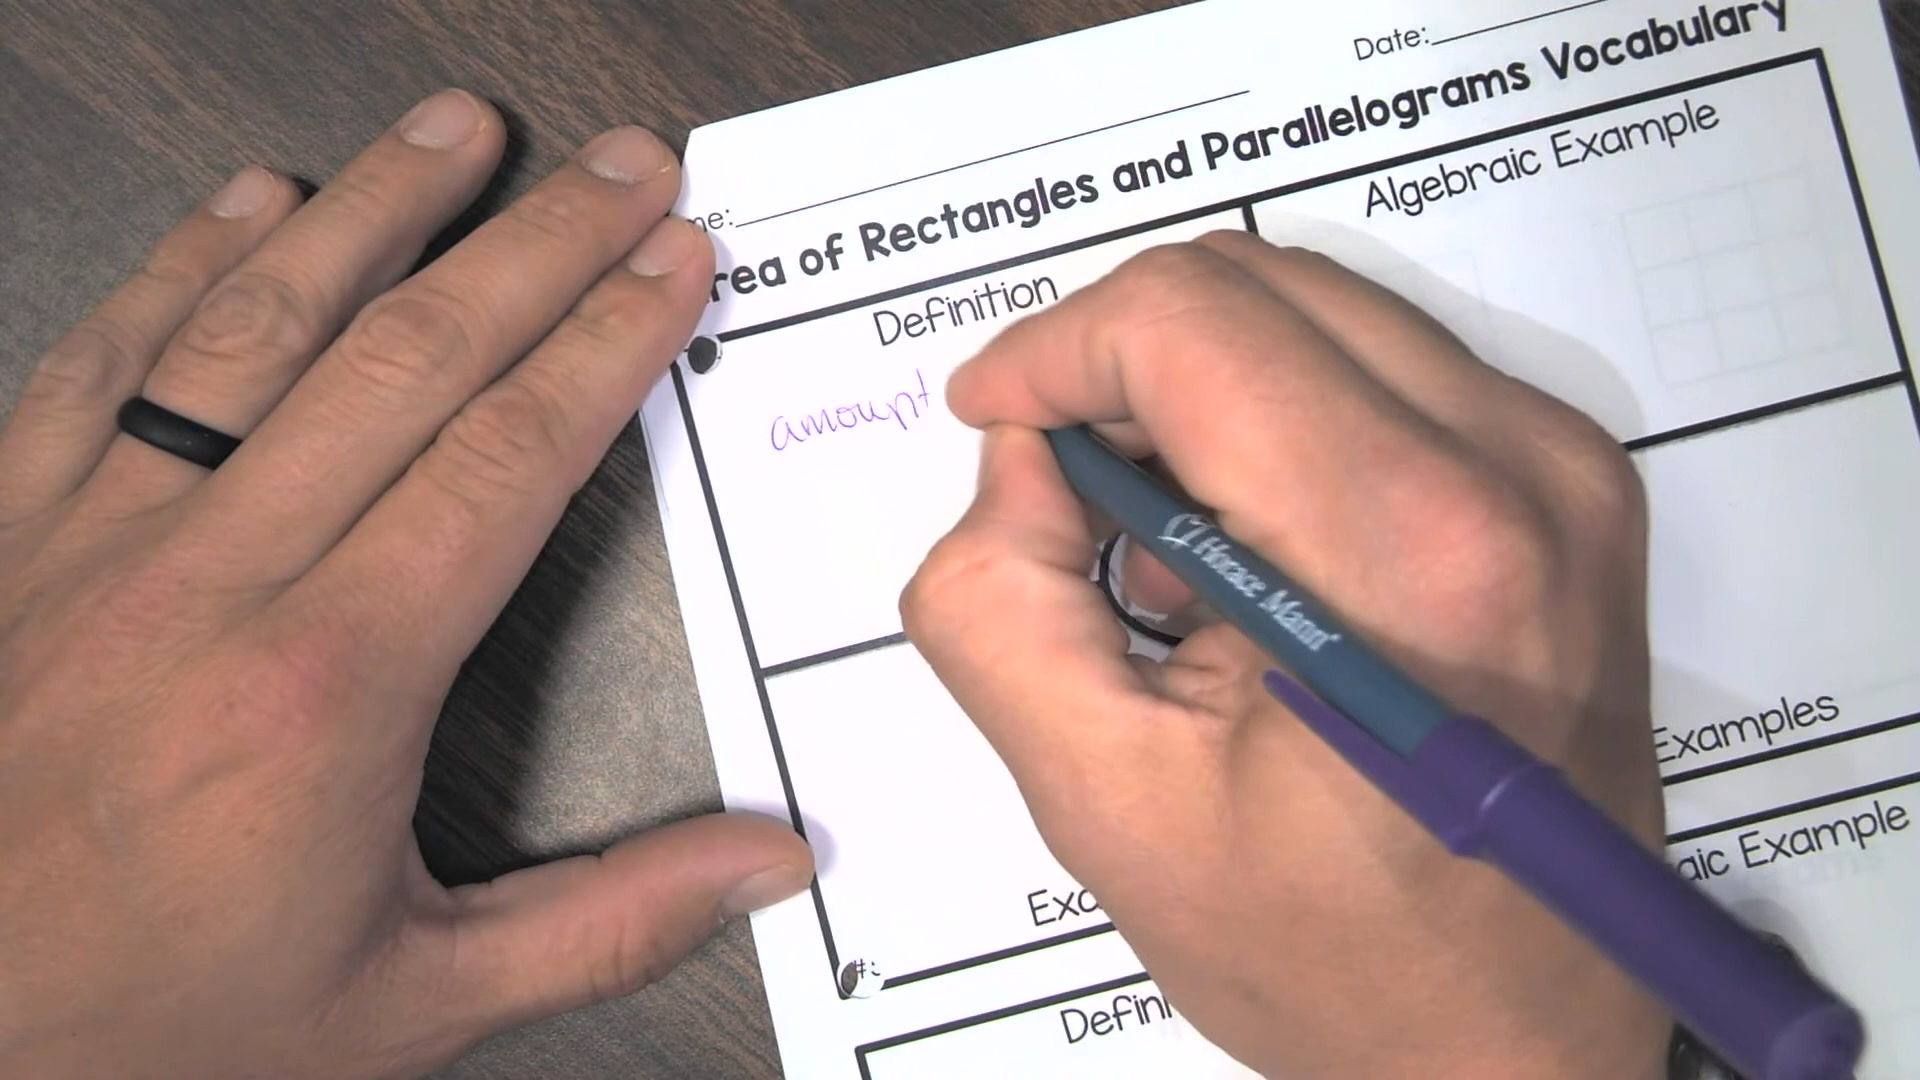 Date:
me:
Area of Rectangles and Parallelograms Vocabulary
Definition
Algebraic Example
amount
Horace Mann®
Examples
Exa
#:
aic Example
Defini